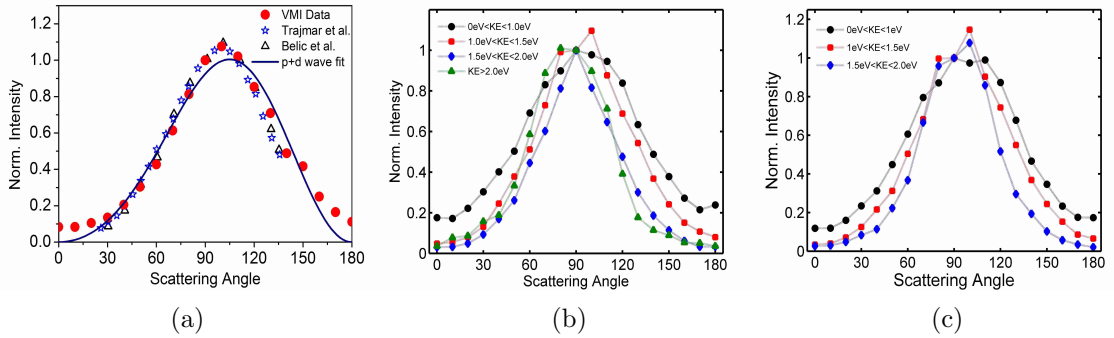 1.2
1.0
0.8
0.6
0.4
0.2
0.0
Norm. Intensity
VMI Data
Trajmar et al.
Belic et al.
p+d wave fit
0 30 60 90 120 150 180
Scattering Angle
(a)
1
0.8
0.6
0.4
0.2
0
Norm. Intensity
0eV<KE<1.0eV
1.0eV<KE<1.5eV
1.5eV<KE<2.0eV
KE>2.0eV
0 30 60 90 120 150 180
Scattering Angle
(b)
1.2
1
0.8
0.6
0.4
0.2
0
Norm. Intensity
0eV<KE<1eV
1eV<KE<1.5eV
1.5eV<KE<2.0eV
0 30 60 90 120 150 180
Scattering Angle
(c)